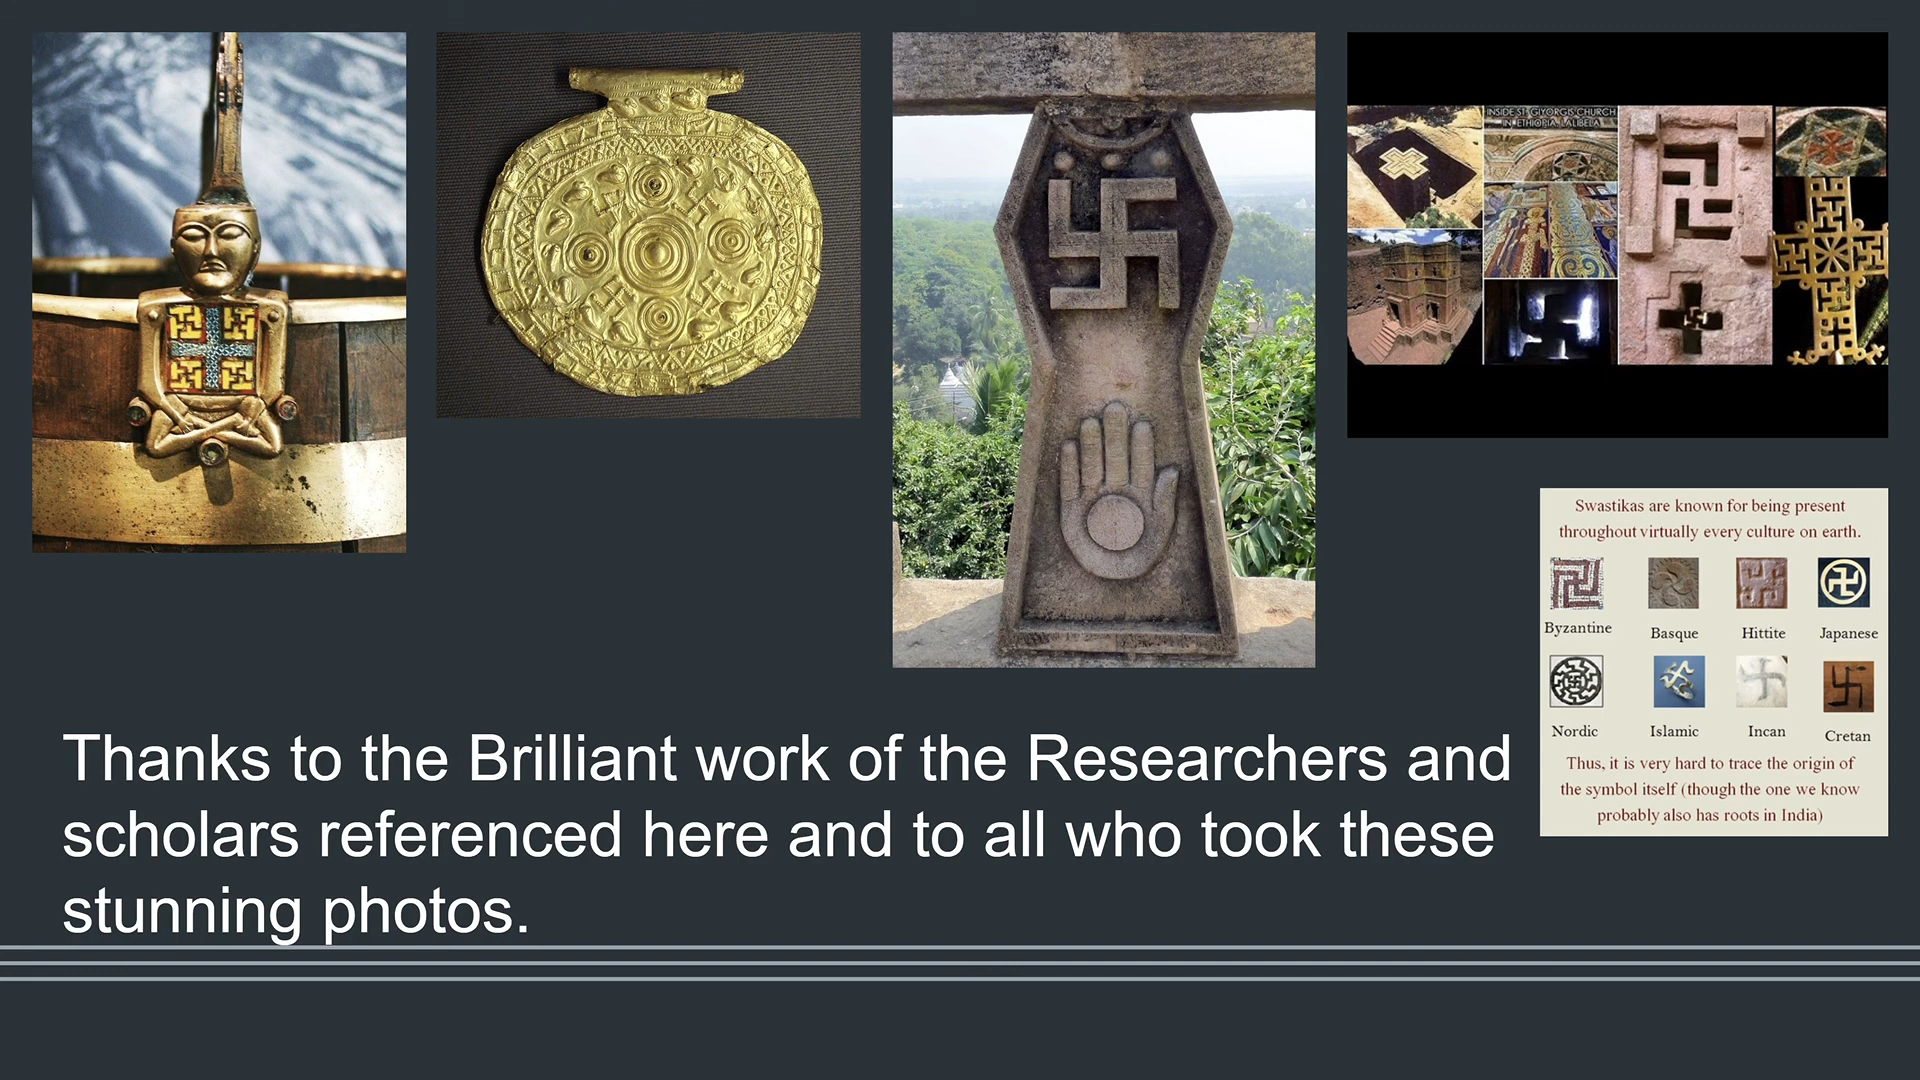 INSIDE ST. GIYORGIS CHURCH
IN ETHIOPIA, LALIBELA
Swastikas are known for being present
throughout virtually every culture on earth.
Byzantine Basque Hittite Japanese
Nordic Islamic Incan Cretan
Thus, it is very hard to trace the origin of
the symbol itself (though the one we know
probably also has roots in India)
Thanks to the Brilliant work of the Researchers and
scholars referenced here and to all who took these
stunning photos.